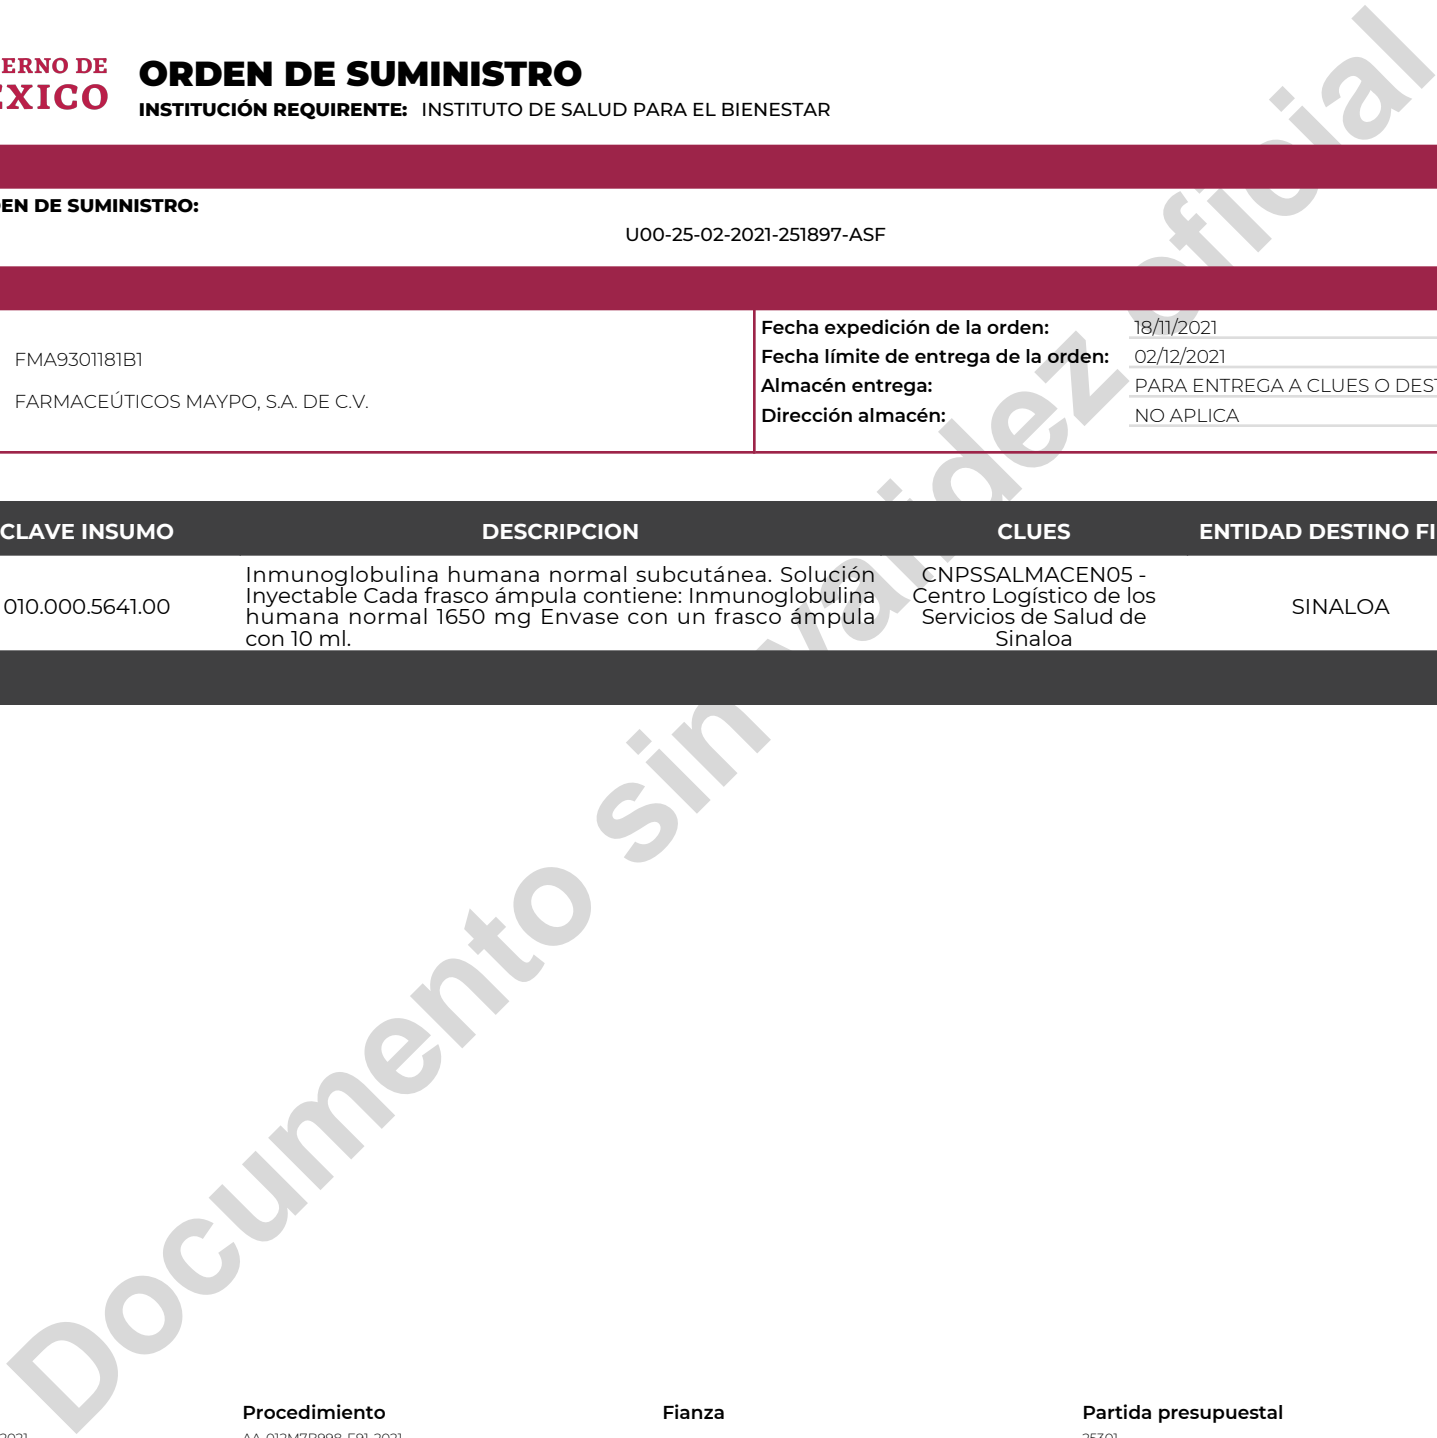 ERNO DE
ORDEN DE SUMINISTRO
INSTITUCIÓN REQUIRENTE: INSTITUTO DE SALUD PARA EL BIENESTAR
EXICO
EN DE SUMINISTRO:
U00-25-02-2021-251897-ASF
FMA9301181B1
FARMACEÚTICOS MAYPO, S.A. DE C.V.
Fecha expedición de la orden: 18/11/2021
Fecha límite de entrega de la orden: 02/12/2021
Almacén entrega: PARA ENTREGA A CLUES O DEST
Dirección almacén: NO APLICA
CLAVE INSUMO DESCRIPCION CLUES ENTIDAD DESTINO FI
010.000.5641.00
Inmunoglobulina humana normal subcutánea. Solución
Inyectable Cada frasco ámpula contiene: Inmunoglobulina
humana normal 1650 mg Envase con un frasco ámpula
con 10 ml.
CNPSSALMACEN05 -
Centro Logístico de los
Servicios de Salud de
Sinaloa
SINALOA
Documento sin validez oficial
Procedimiento Fianza Partida presupuestal